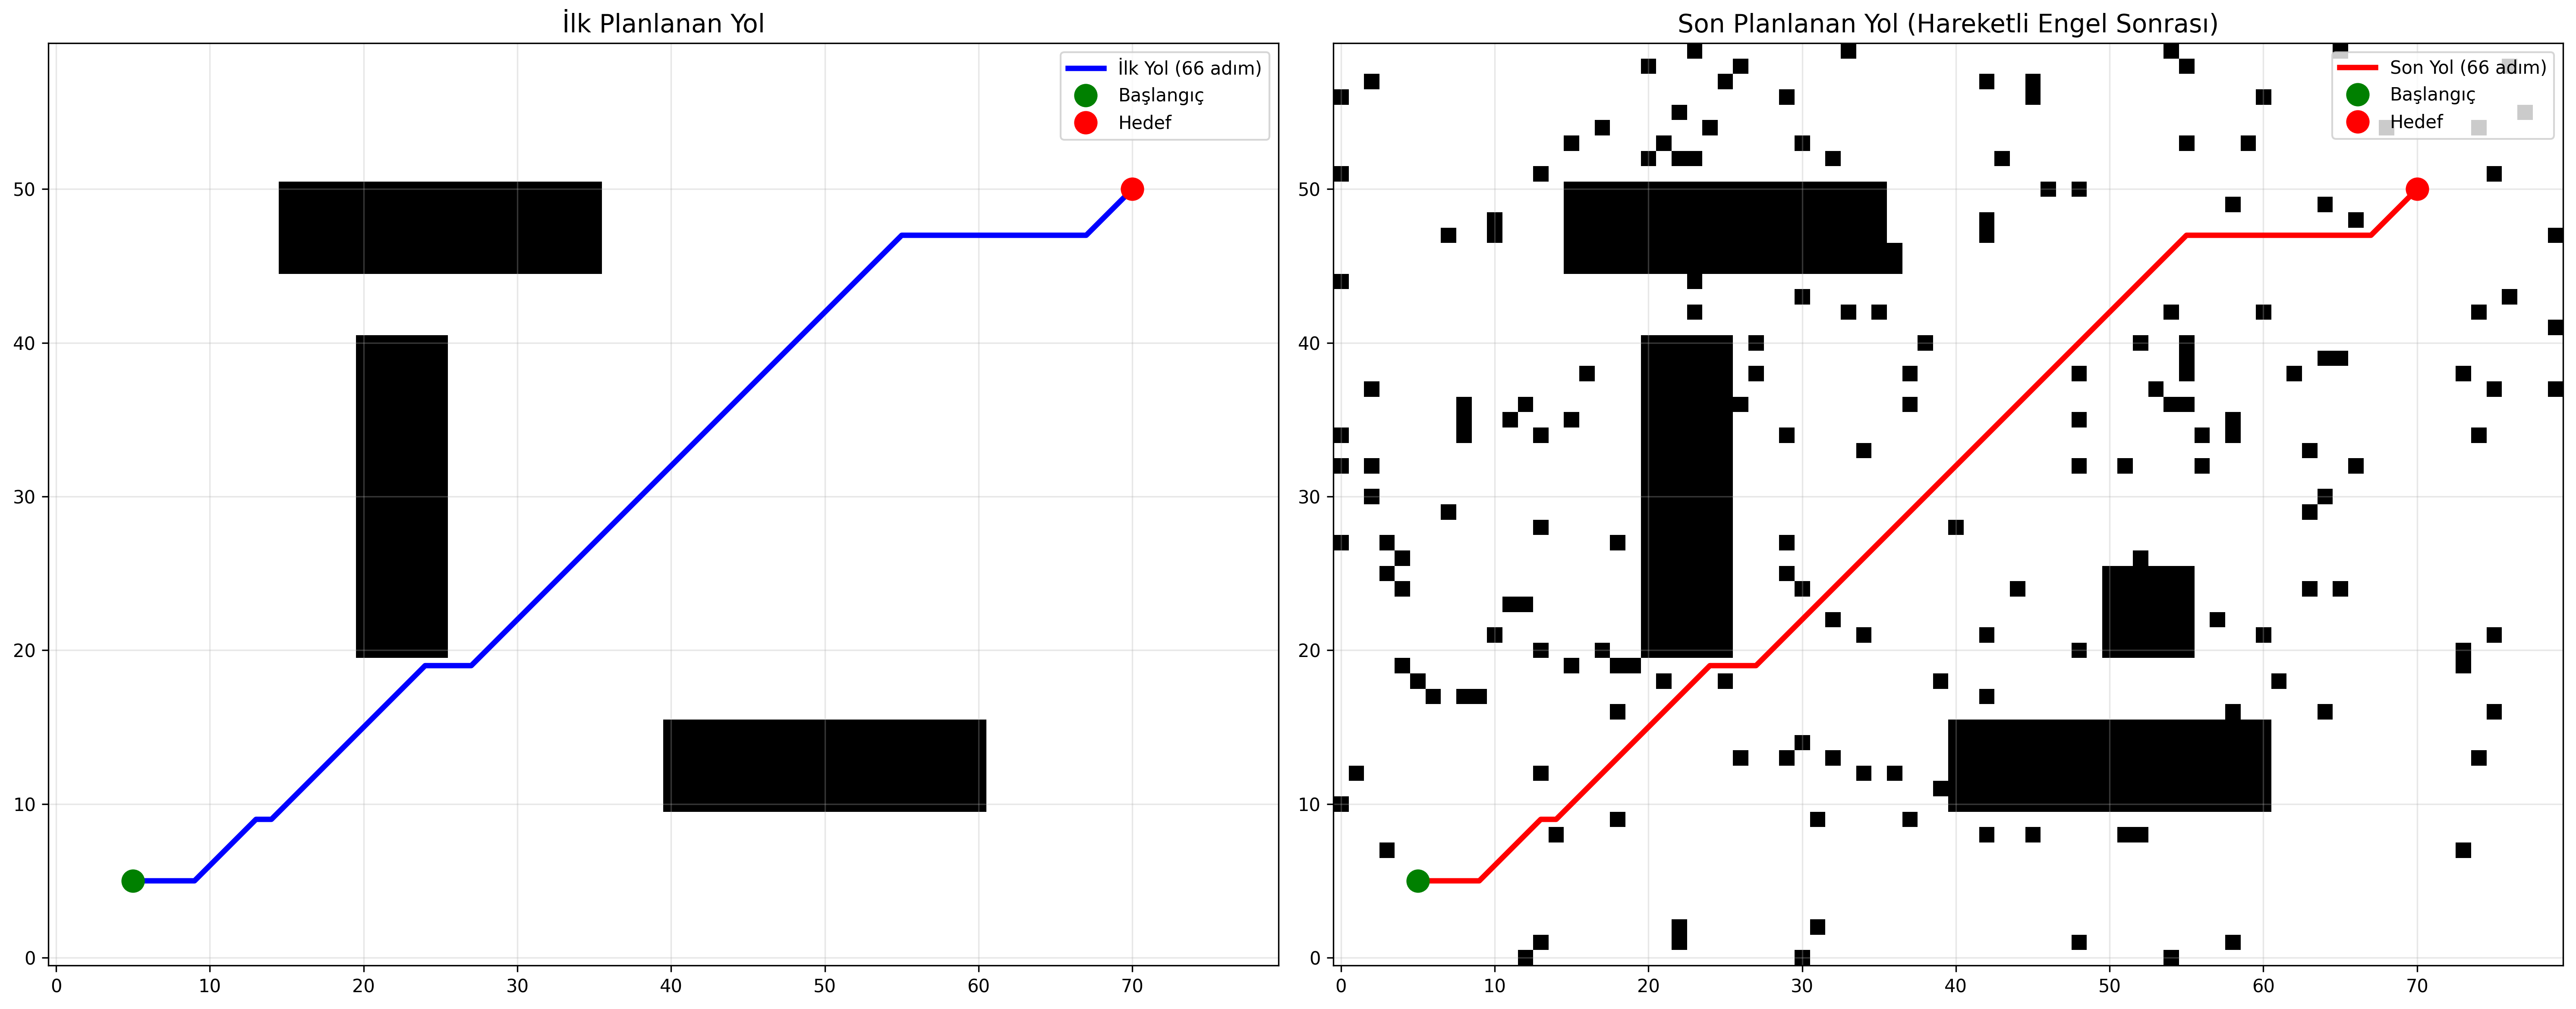 İlk Planlanan Yol
İlk Yol (66 adım)
Başlangıç
Hedef
50
40
30
20
10
0
0 10 20 30 40 50 60 70
Son Planlanan Yol (Hareketli Engel Sonrası)
Son Yol (66 adım)
Başlangıç
Hedef
50
40
30
20
10
0
0 10 20 30 40 50 60 70